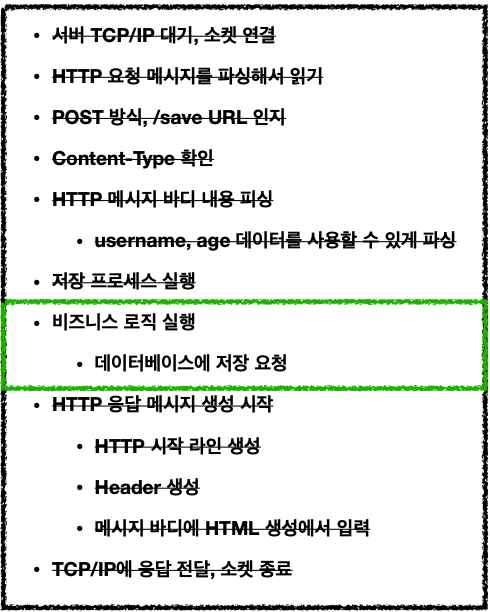 • 서버 TCP/IP 대기, 소켓 연결
• HTTP 요청 메시지를 파싱해서 읽기
• POST 방식, /save URL 인지
• Content-Type 확인
• HTTP 메시지 바디 내용 피싱
• username, age 데이터를 사용할 수 있게 파싱
• 저장 프로세스 실행
• 비즈니스 로직 실행
• 데이터베이스에 저장 요청
• HTTP 응답 메시지 생성 시작
• HTTP 시작 라인 생성
• Header 생성
• 메시지 바디에 HTML 생성에서 입력
• TCP/IP에 응답 전달, 소켓 종료